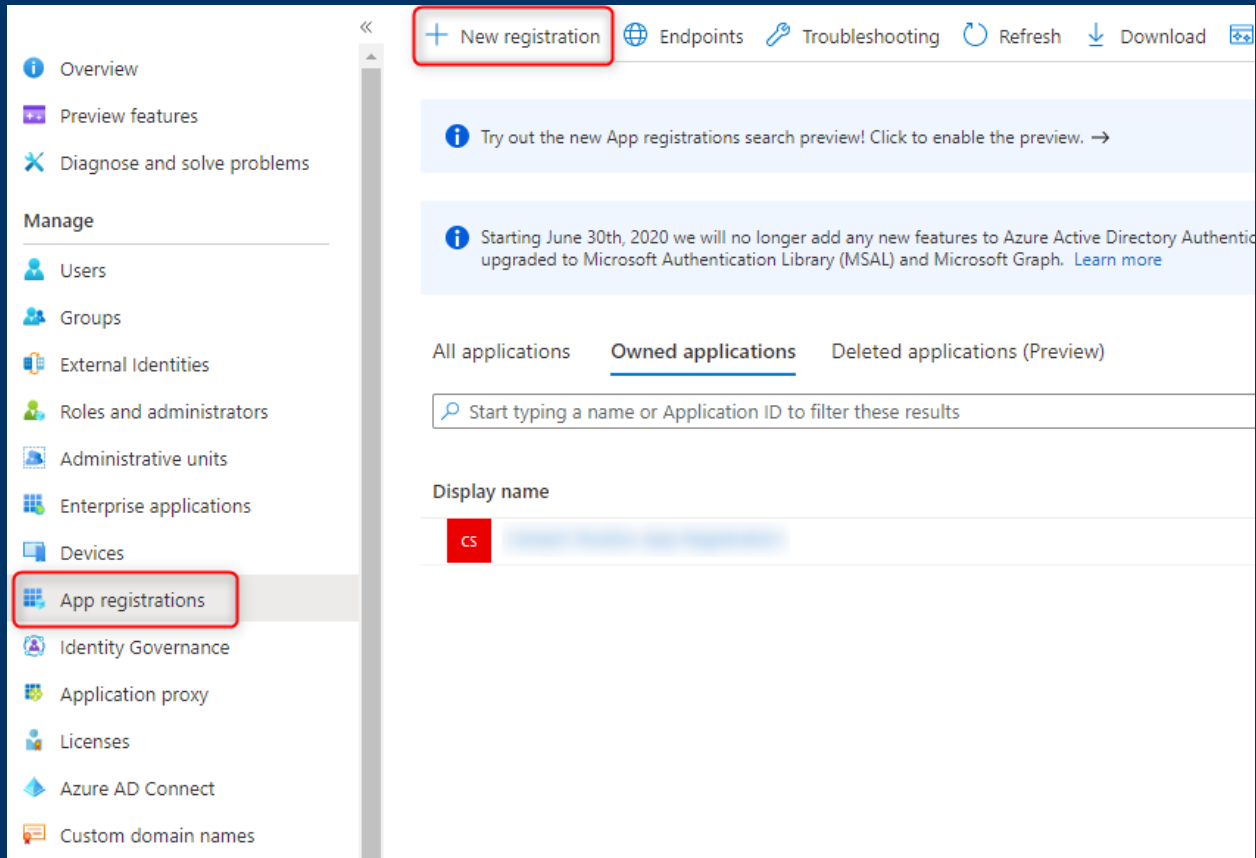 «
Overview
Preview features
Diagnose and solve problems
Manage
Users
Groups
External Identities
Roles and administrators
Administrative units
Enterprise applications
Devices
App registrations
Identity Governance
Application proxy
Licenses
Azure AD Connect
Custom domain names
New registration Endpoints Troubleshooting Refresh Download
Try out the new App registrations search preview! Click to enable the preview. →
Starting June 30th, 2020 we will no longer add any new features to Azure Active Directory Authentic
upgraded to Microsoft Authentication Library (MSAL) and Microsoft Graph. Learn more
All applications Owned applications Deleted applications (Preview)
Start typing a name or Application ID to filter these results
Display name
CS